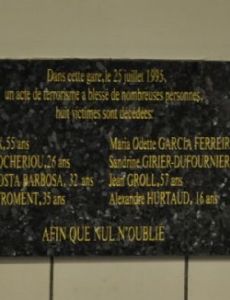 Dans cette gare, le 25 juillet 1995,
un acte de terrorisme a blessé de nombreuses personnes,
huit victimes sont décédées:
, 55 ans
OCHERIOU, 26 ans
OSTA BARBOSA, 32 ans
ROMENT, 35 ans
Maria Odette GARCIA FERREIR
Sandrine GIRIER-DUFOURNIER
Jean GROLL, 57 ans
Alexandre HURTAUD, 16 ans
AFIN QUE NUL N'OUBLIE